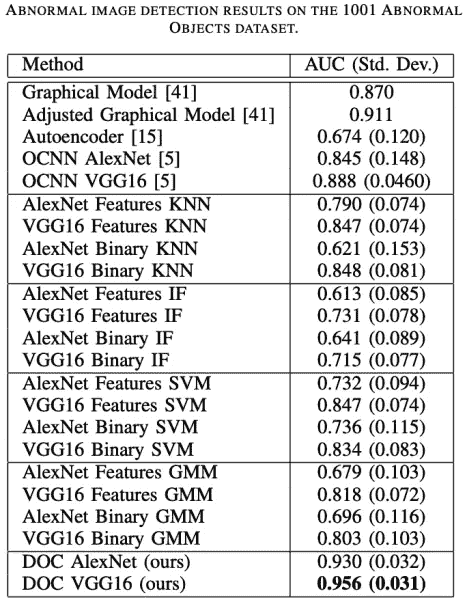 ABNORMAL IMAGE DETECTION RESULTS ON THE 1001 ABNORMAL
OBJECTS DATASET.
Method AUC (Std. Dev.)
Graphical Model [41] 0.870
Adjusted Graphical Model [41] 0.911
Autoencoder [15] 0.674 (0.120)
OCNN AlexNet [5] 0.845 (0.148)
OCNN VGG16 [5] 0.888 (0.0460)
AlexNet Features KNN 0.790 (0.074)
VGG16 Features KNN 0.847 (0.074)
AlexNet Binary KNN 0.621 (0.153)
VGG16 Binary KNN 0.848 (0.081)
AlexNet Features IF 0.613 (0.085)
VGG16 Features IF 0.731 (0.078)
AlexNet Binary IF 0.641 (0.089)
VGG16 Binary IF 0.715 (0.077)
AlexNet Features SVM 0.732 (0.094)
VGG16 Features SVM 0.847 (0.074)
AlexNet Binary SVM 0.736 (0.115)
VGG16 Binary SVM 0.834 (0.083)
AlexNet Features GMM 0.679 (0.103)
VGG16 Features GMM 0.818 (0.072)
AlexNet Binary GMM 0.696 (0.116)
VGG16 Binary GMM 0.803 (0.103)
DOC AlexNet (ours) 0.930 (0.032)
DOC VGG16 (ours) 0.956 (0.031)